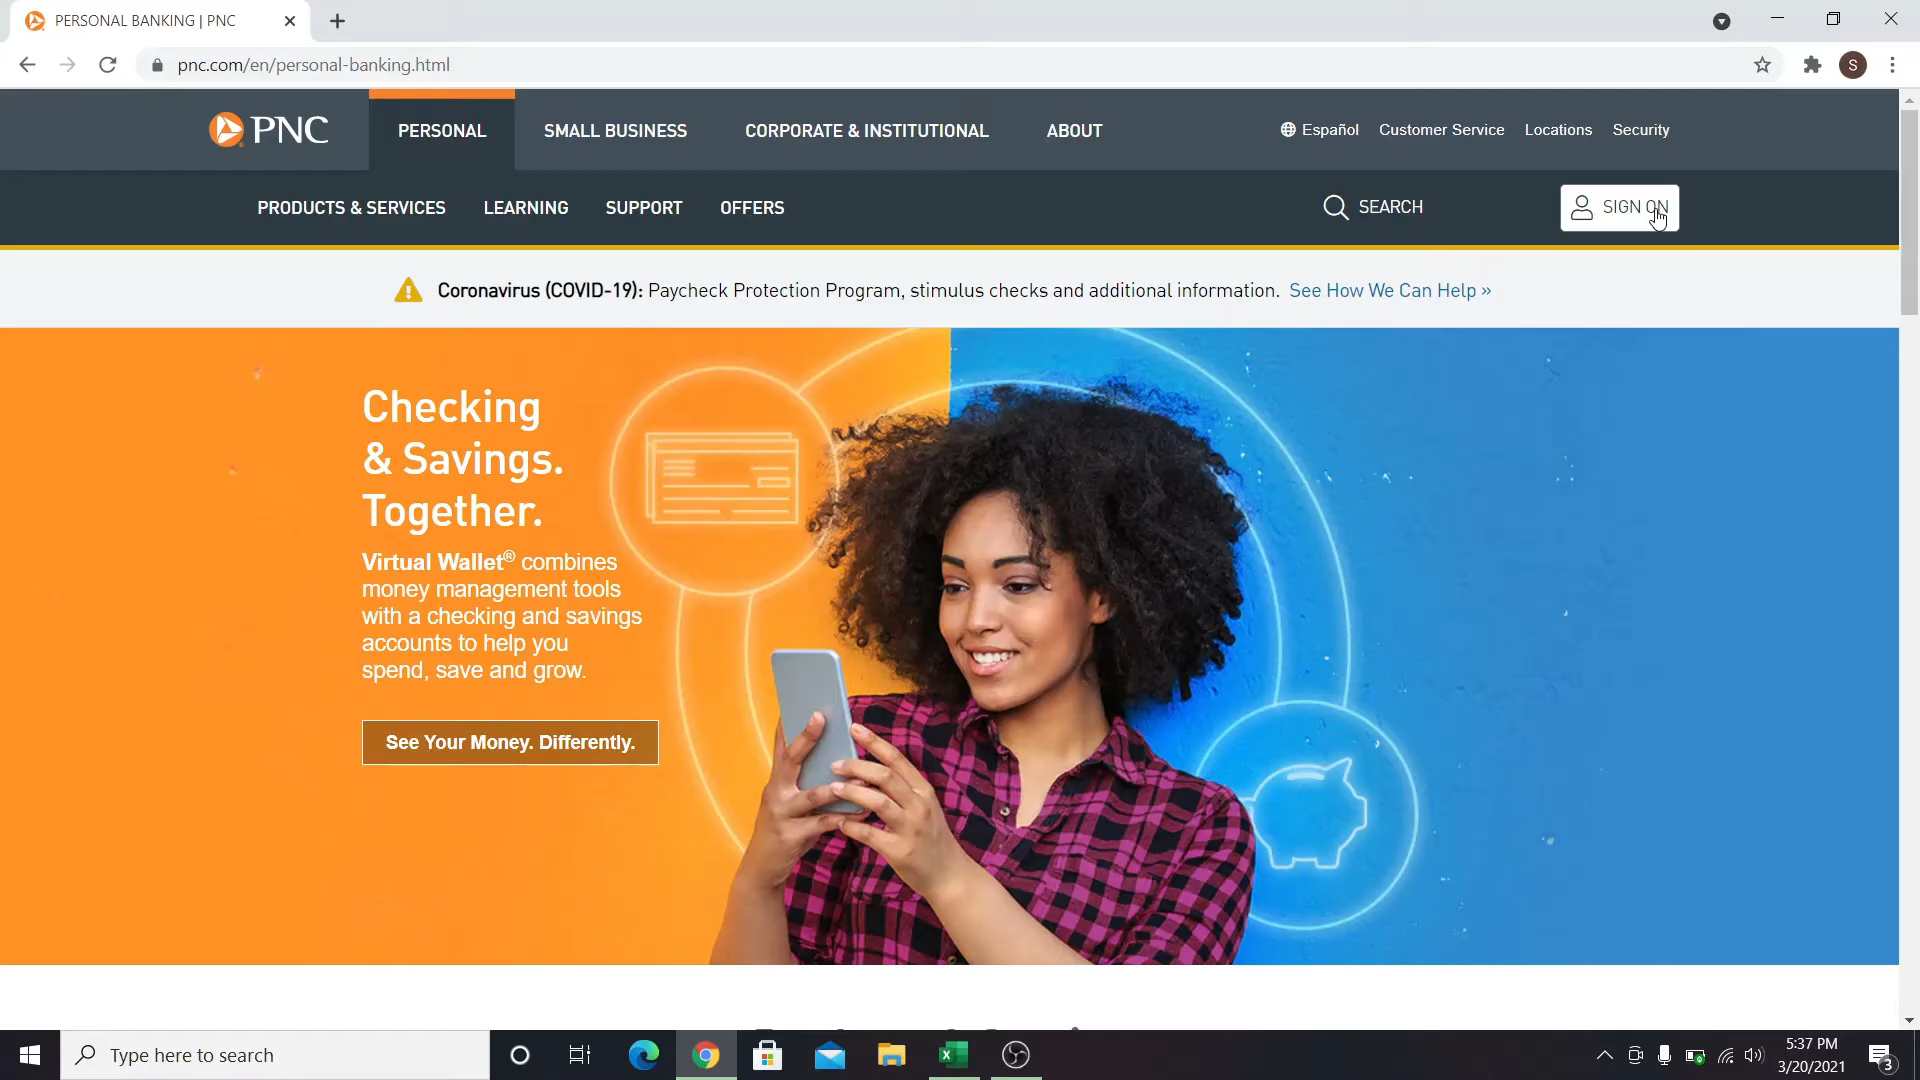 PERSONAL BANKING | PNC
pnc.com/en/personal-banking.html
S
PNC
PERSONAL
SMALL BUSINESS
CORPORATE & INSTITUTIONAL
ABOUT
Español
Customer Service
Locations
Security
PRODUCTS & SERVICES
LEARNING
SUPPORT
OFFERS
SEARCH
SIGN ON
Coronavirus (COVID-19): Paycheck Protection Program, stimulus checks and additional information. See How We Can Help »
Checking
& Savings.
Together.
Virtual Wallet® combines
money management tools
with a checking and savings
accounts to help you
spend, save and grow.
See Your Money. Differently.
Type here to search
5:37 PM
3/20/2021
3